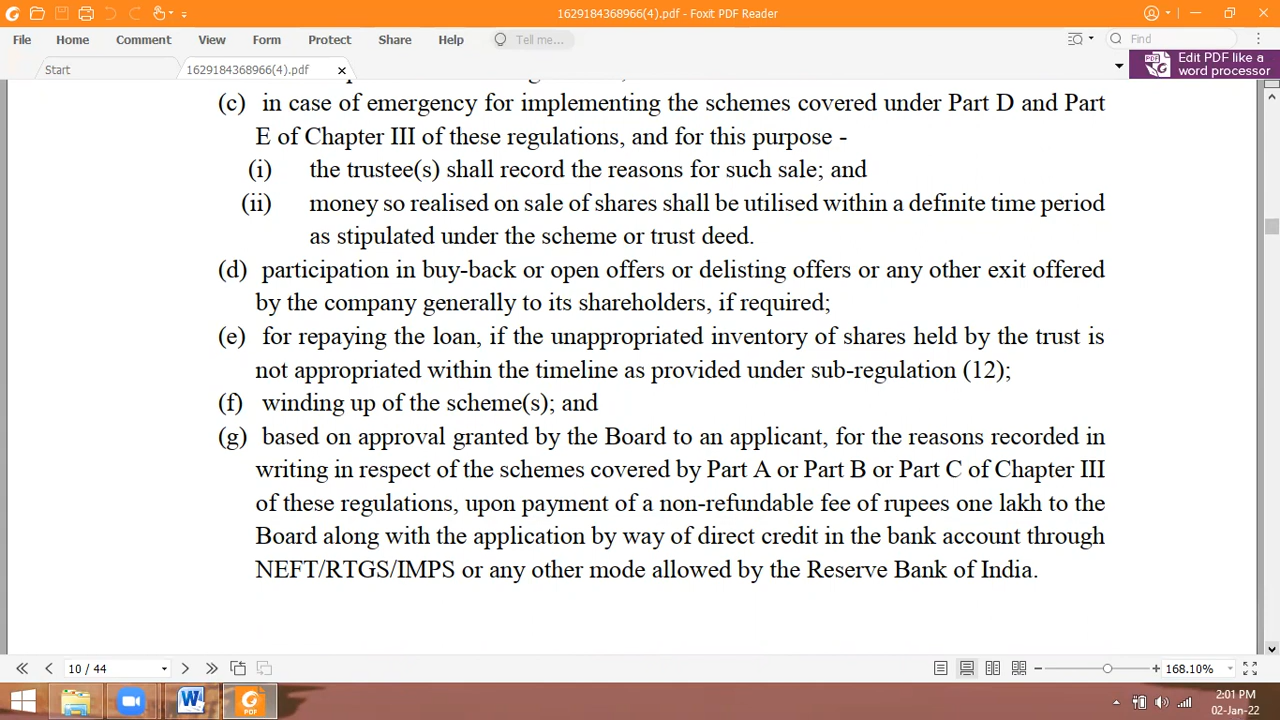 1629184368966(4).pdf - Foxit PDF Reader
File Home Comment View Form Protect Share Help Tell me... Find
Start 1629184368966(4).pdf Edit PDF like a
word processor
(c) in case of emergency for implementing the schemes covered under Part D and Part
E of Chapter III of these regulations, and for this purpose -
(i) the trustee(s) shall record the reasons for such sale; and
(ii) money so realised on sale of shares shall be utilised within a definite time period
as stipulated under the scheme or trust deed.
(d) participation in buy-back or open offers or delisting offers or any other exit offered
by the company generally to its shareholders, if required;
(e) for repaying the loan, if the unappropriated inventory of shares held by the trust is
not appropriated within the timeline as provided under sub-regulation (12);
(f) winding up of the scheme(s); and
(g) based on approval granted by the Board to an applicant, for the reasons recorded in
writing in respect of the schemes covered by Part A or Part B or Part C of Chapter III
of these regulations, upon payment of a non-refundable fee of rupees one lakh to the
Board along with the application by way of direct credit in the bank account through
NEFT/RTGS/IMPS or any other mode allowed by the Reserve Bank of India.
10 / 44 168.10%
2:01 PM
02-Jan-22